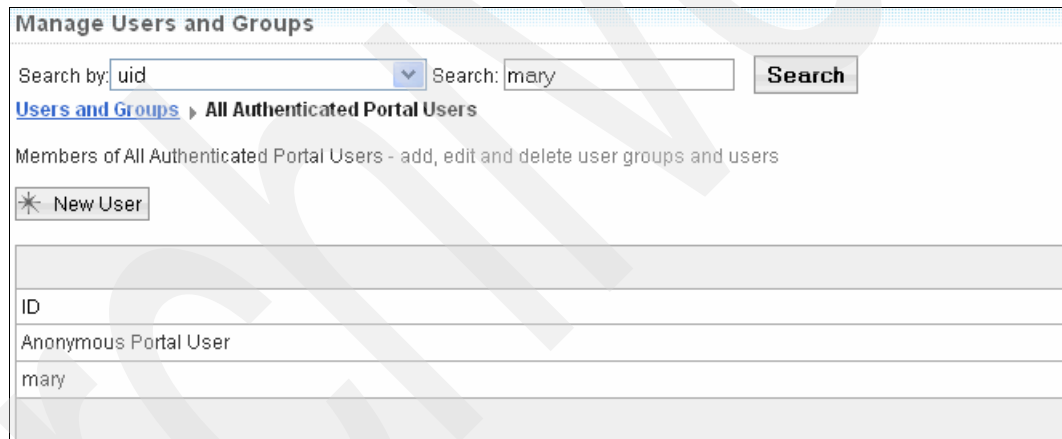 Manage Users and Groups
Search by: uid Search: mary Search
Users and Groups ▸ All Authenticated Portal Users
Members of All Authenticated Portal Users - add, edit and delete user groups and users
New User
ID
Anonymous Portal User
mary